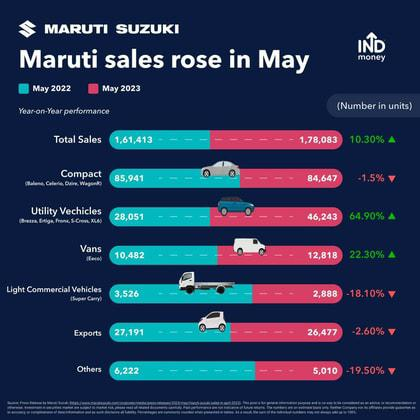 MARUTI SUZUKI
IND
money
Maruti sales rose in May
May 2022 May 2023
Year-on-Year performance
(Number in units)
Total Sales 1,61,413 1,78,083 10.30%
Compact 85,941 84,647 -1.5%
(Baleno, Celerio, Dzire, WagonR)
Utility Vechicles 28,051 46,243 64.90%
(Brezza, Ertiga, Fronx, S-Cross, XL6)
Vans 10,482 12,818 22.30%
(Eeco)
Light Commercial Vehicles 3,526 2,888 -18.10%
(Super Carry)
Exports 27,191 26,477 -2.60%
Others 6,222 5,010 -19.50%